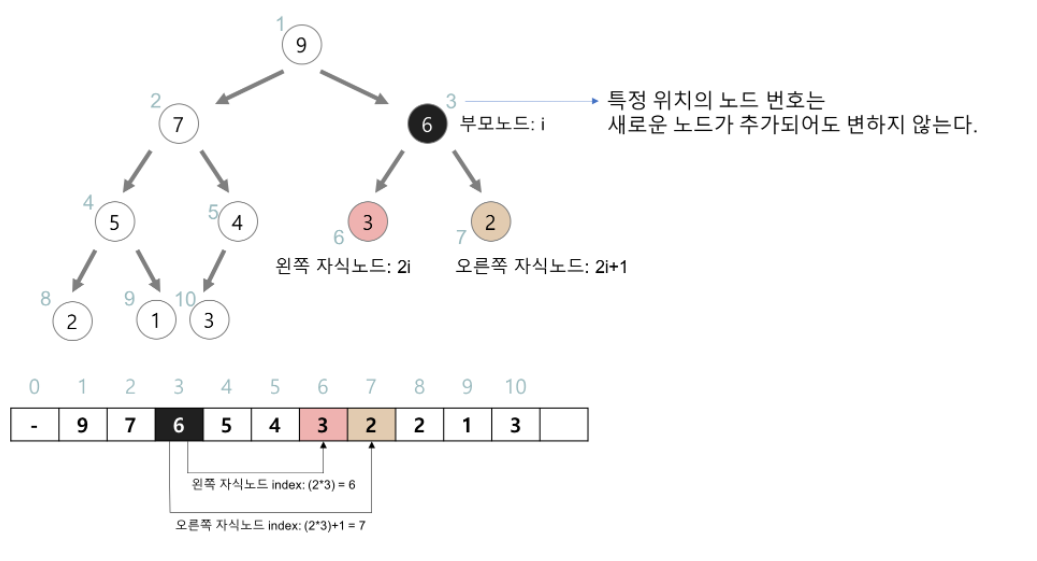 1
9
2
7
3
6
부모노드: i
특정 위치의 노드 번호는
새로운 노드가 추가되어도 변하지 않는다.
4
5
5
4
6
3
7
2
왼쪽 자식노드: 2i
오른쪽 자식노드: 2i+1
8
2
9
1
10
3
0 1 2 3 4 5 6 7 8 9 10
- 9 7 6 5 4 3 2 2 1 3
왼쪽 자식노드 index: (2*3) = 6
오른쪽 자식노드 index: (2*3)+1 = 7